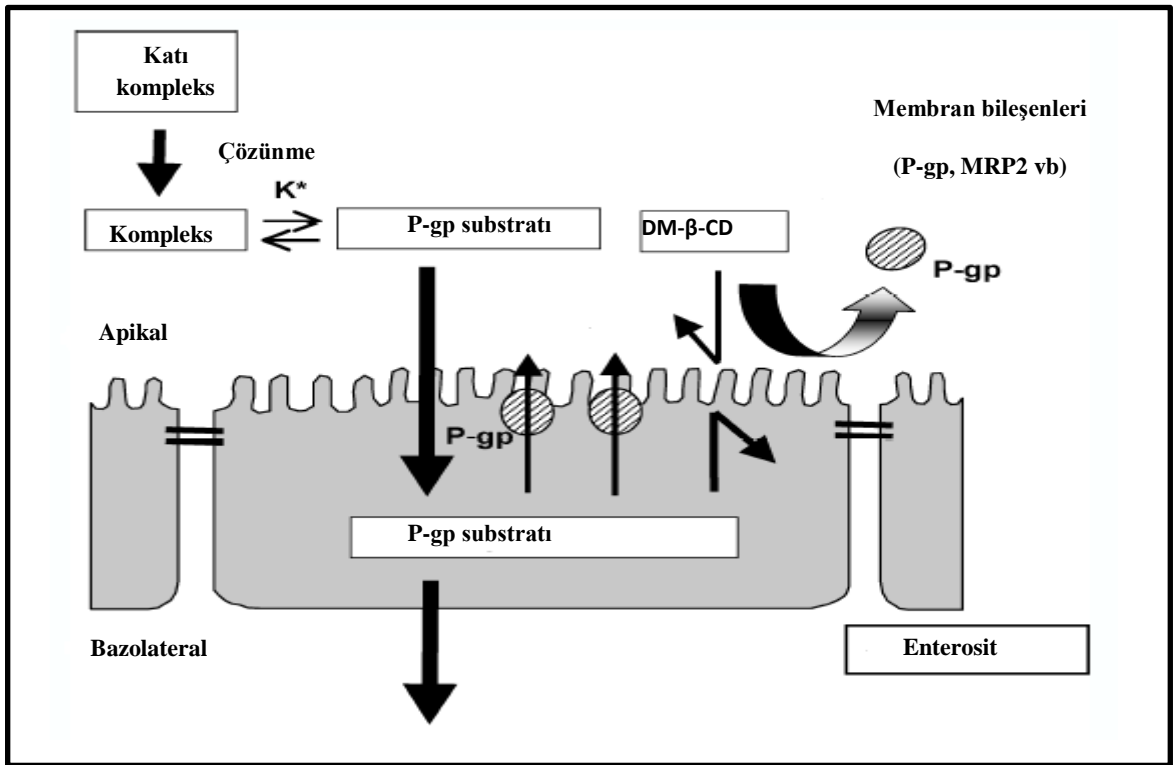 Katı
kompleks
Membran bileşenleri
(P-gp, MRP2 vb)
Çözünme
K*
Kompleks
P-gp substratı
DM-β-CD
P-gp
Apikal
P-gp
P-gp substratı
Bazolateral
Enterosit